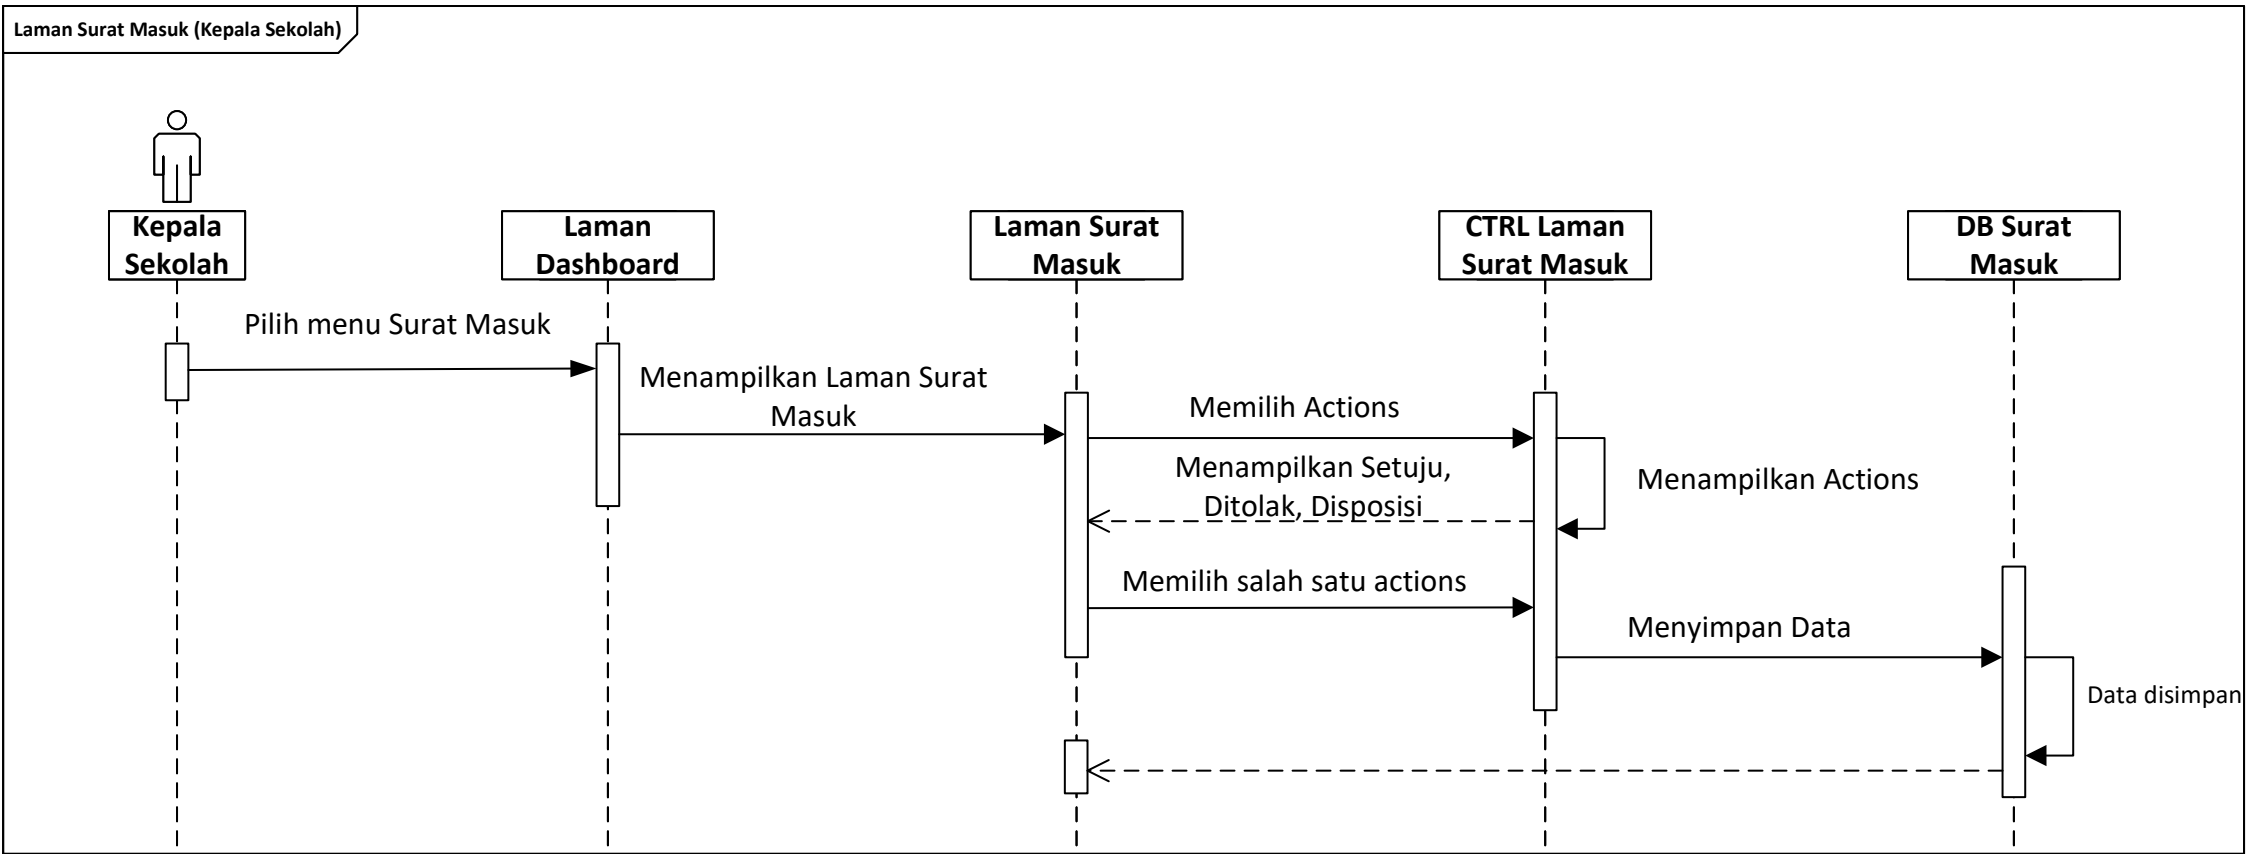 Laman Surat Masuk (Kepala Sekolah)
Kepala
Sekolah
Laman
Dashboard
Laman Surat
Masuk
CTRL Laman
Surat Masuk
DB Surat
Masuk
Pilih menu Surat Masuk
Menampilkan Laman Surat
Masuk
Memilih Actions
Menampilkan Setuju,
Ditolak, Disposisi
Menampilkan Actions
Memilih salah satu actions
Menyimpan Data
Data disimpan